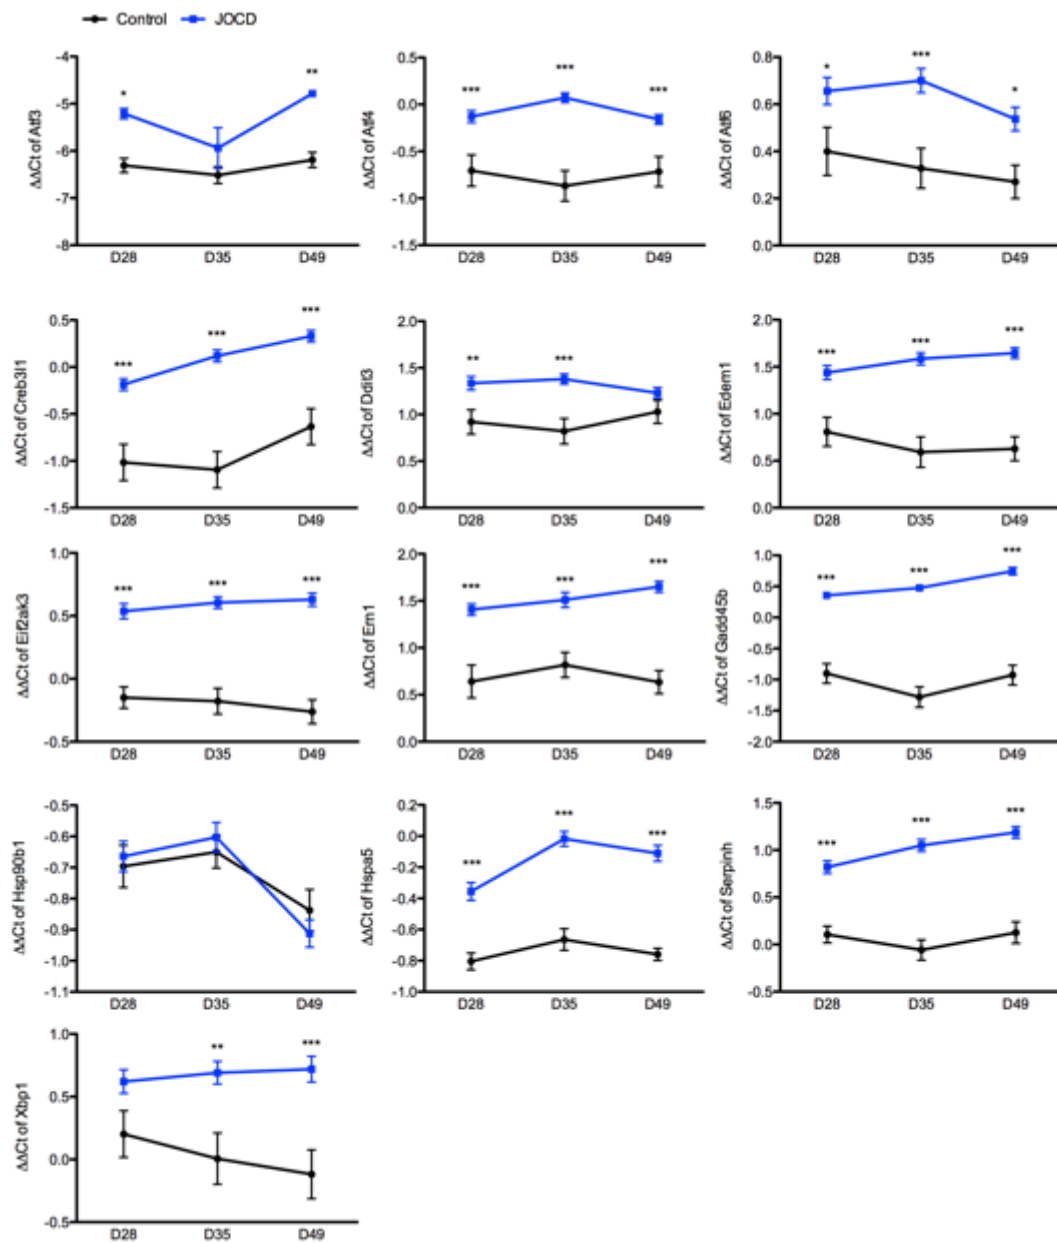 Control JOCD
ΔΔCt of Atf3
-4
-5
-6
-7
-8
* **
D28 D35 D49
ΔΔCt of Atf4
0.5
0.0
-0.5
-1.0
-1.5
*** *** ***
D28 D35 D49
ΔΔCt of Atf6
0.8
0.6
0.4
0.2
0.0
* *** *
D28 D35 D49
ΔΔCt of Creb3l1
0.5
0.0
-0.5
-1.0
-1.5
*** *** ***
D28 D35 D49
ΔΔCt of Ddit3
2.0
1.5
1.0
0.5
0.0
** ***
D28 D35 D49
ΔΔCt of Edem1
2.0
1.5
1.0
0.5
0.0
*** *** ***
D28 D35 D49
ΔΔCt of Eif2ak3
1.0
0.5
0.0
-0.5
*** *** ***
D28 D35 D49
ΔΔCt of Ern1
2.0
1.5
1.0
0.5
0.0
*** *** ***
D28 D35 D49
ΔΔCt of Gadd45b
1.0
0.5
-0.5
-1.0
-1.5
-2.0
*** *** ***
D28 D35 D49
ΔΔCt of Hsp90b1
-0.5
-0.6
-0.7
-0.8
-0.9
-1.0
-1.1
D28 D35 D49
ΔΔCt of Hspa5
0.2
0.0
-0.2
-0.4
-0.6
-0.8
-1.0
*** *** ***
D28 D35 D49
ΔΔCt of Serpinh
1.5
1.0
0.5
0.0
-0.5
*** *** ***
D28 D35 D49
ΔΔCt of Xbp1
1.0
0.5
0.0
-0.5
** ***
D28 D35 D49